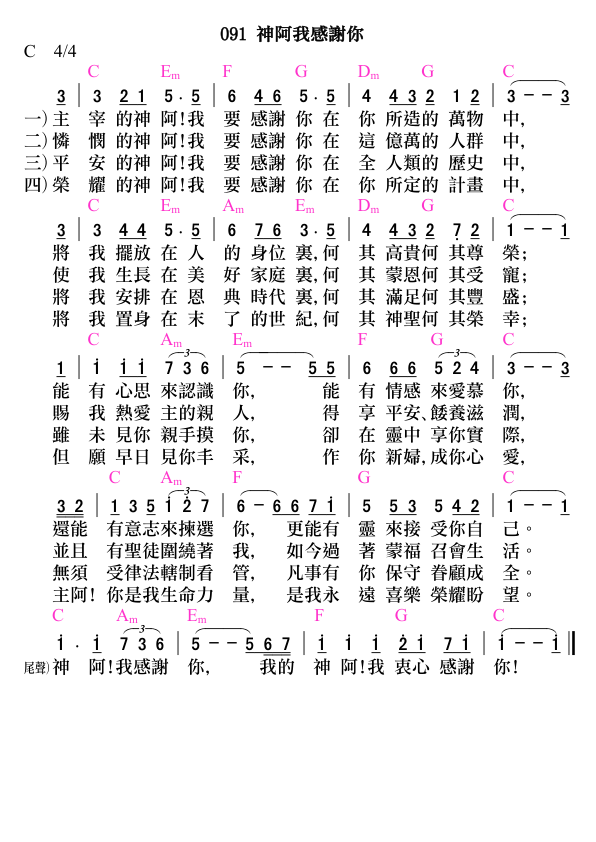 091 神阿我感謝你
C 4/4
C Em F G Dm G C
3 | 3 2 1 5 · 5 | 6 4 6 5 · 5 | 4 4 3 2 1 2 | 3 - - 3
一)主 宰 的神 阿!我 要 感謝 你 在 你 所造的 萬物 中,
二)憐 憫 的神 阿!我 要 感謝 你 在 這 億萬的 人群 中,
三)平 安 的神 阿!我 要 感謝 你 在 全 人類的 歷史 中,
四)榮 耀 的神 阿!我 要 感謝 你 在 你 所定的 計畫 中,
C Em Am Em Dm G C
3 | 3 4 4 5 · 5 | 6 7 6 3 · 5 | 4 4 3 2 7 2 | 1 - - 1
將 我 擺放 在 人 的 身位 裏,何 其 高貴何 其尊 榮;
使 我 生長 在 美 好 家庭 裏,何 其 蒙恩何 其受 寵;
將 我 安排 在 恩 典 時代 裏,何 其 滿足何 其豐 盛;
將 我 置身 在 末 了 的世 紀,何 其 神聖何 其榮 幸;
C Am Em F G C
1 | 1 1 1 7 3 6 | 5 - - 5 5 | 6 6 6 5 2 4 | 3 - - 3
能 有 心思 來認識 你, 能 有 情感 來愛慕 你,
賜 我 熱愛 主的親 人, 得 享 平安、餧養滋 潤,
雖 未 見你 親手摸 你, 卻 在 靈中 享你實 際,
但 願 早日 見你丰 采, 作 你 新婦,成你心 愛,
C Am F G C
3 2 | 1 3 5 1 2 7 | 6 - 6 6 7 1 | 5 5 3 5 4 2 | 1 - - 1
還能 有意志來揀選 你, 更能有 靈 來接 受你自 己。
並且 有聖徒圍繞著 我, 如今過 著 蒙福 召會生 活。
無須 受律法轄制看 管, 凡事有 你 保守 眷顧成 全。
主阿! 你是我生命力 量, 是我永 遠 喜樂 榮耀盼 望。
C Am Em F G C
1 · 1 7 3 6 | 5 - - 5 6 7 | 1 1 1 2 1 7 1 | 1 - - 1
尾聲)神 阿!我感謝 你, 我的 神 阿!我 衷心 感謝 你!